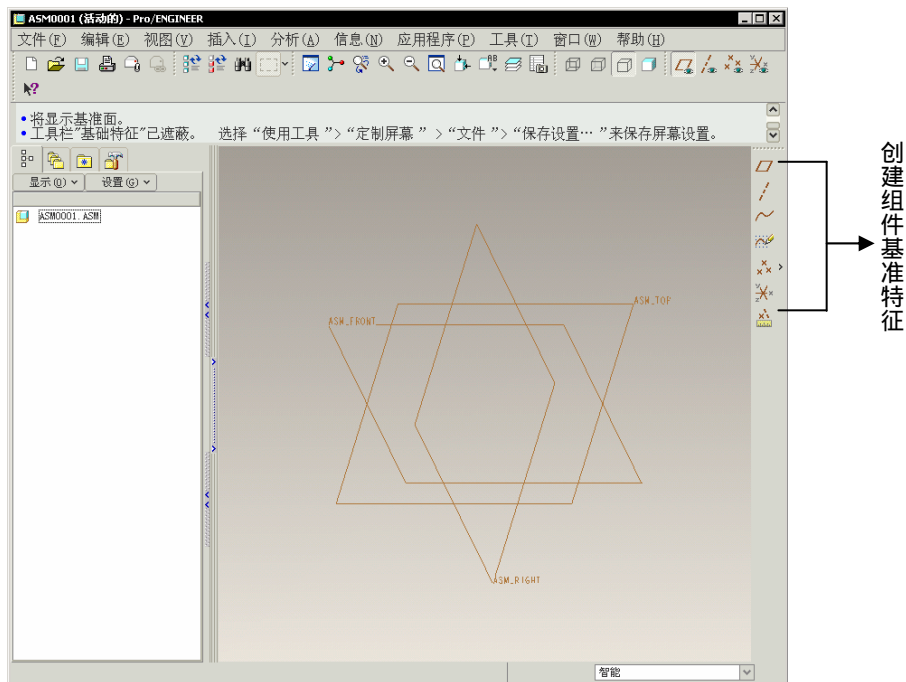 ASM0001 (活动的) - Pro/ENGINEER
文件(F) 编辑(E) 视图(V) 插入(I) 分析(A) 信息(N) 应用程序(P) 工具(T) 窗口(W) 帮助(H)
•将显示基准面。
•工具栏"基础特征"已遮蔽。 选择 “使用工具 ”> “定制屏幕 ” > “文件 ”> “保存设置… ”来保存屏幕设置。
显示(O) 设置(G)
ASM0001.ASM
ASM_TOP
ASM_FRONT
ASM_RIGHT
智能
创建组件基准特征